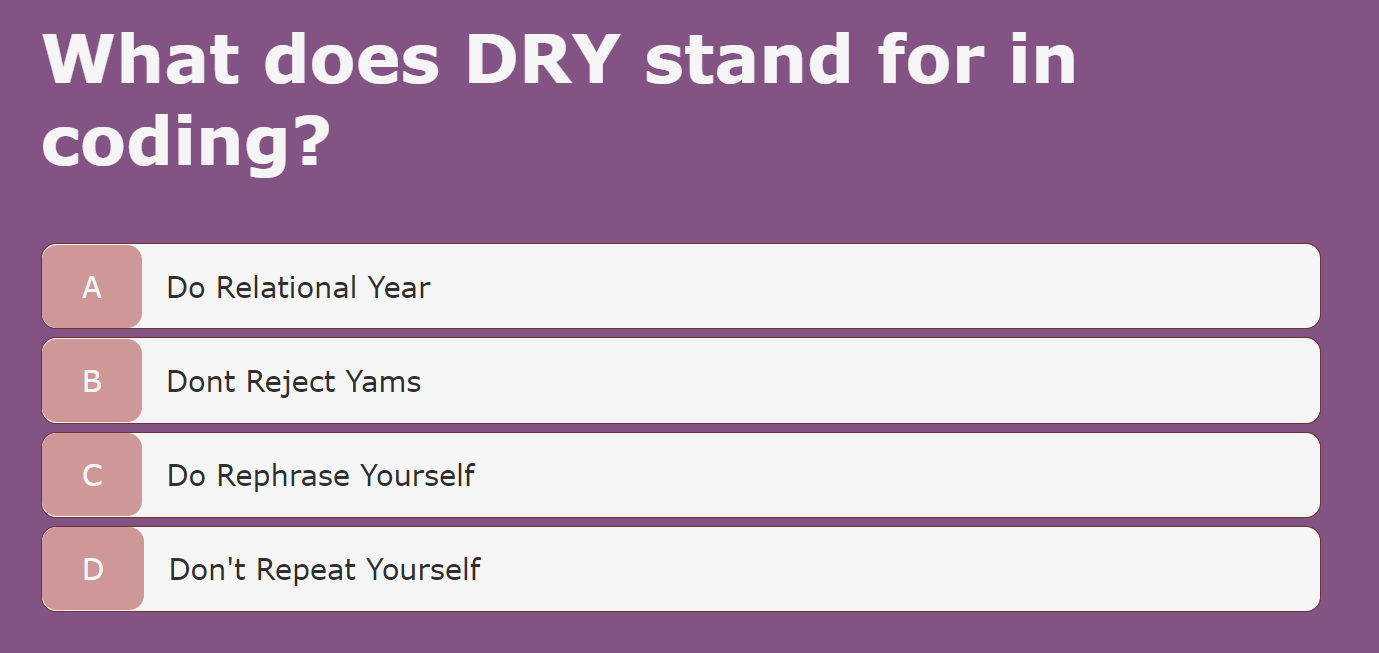 What does DRY stand for in
coding?
A Do Relational Year
B Dont Reject Yams
C Do Rephrase Yourself
D Don't Repeat Yourself